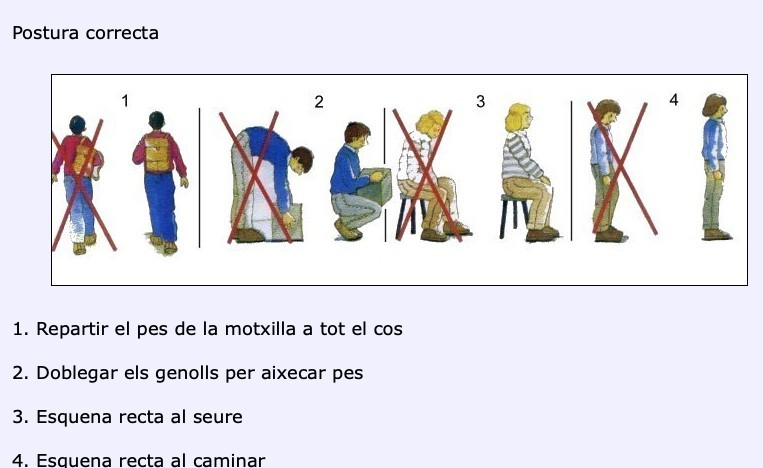 Postura correcta
1 2 3 4
1. Repartir el pes de la motxilla a tot el cos
2. Doblegar els genolls per aixecar pes
3. Esquena recta al seure
4. Esquena recta al caminar